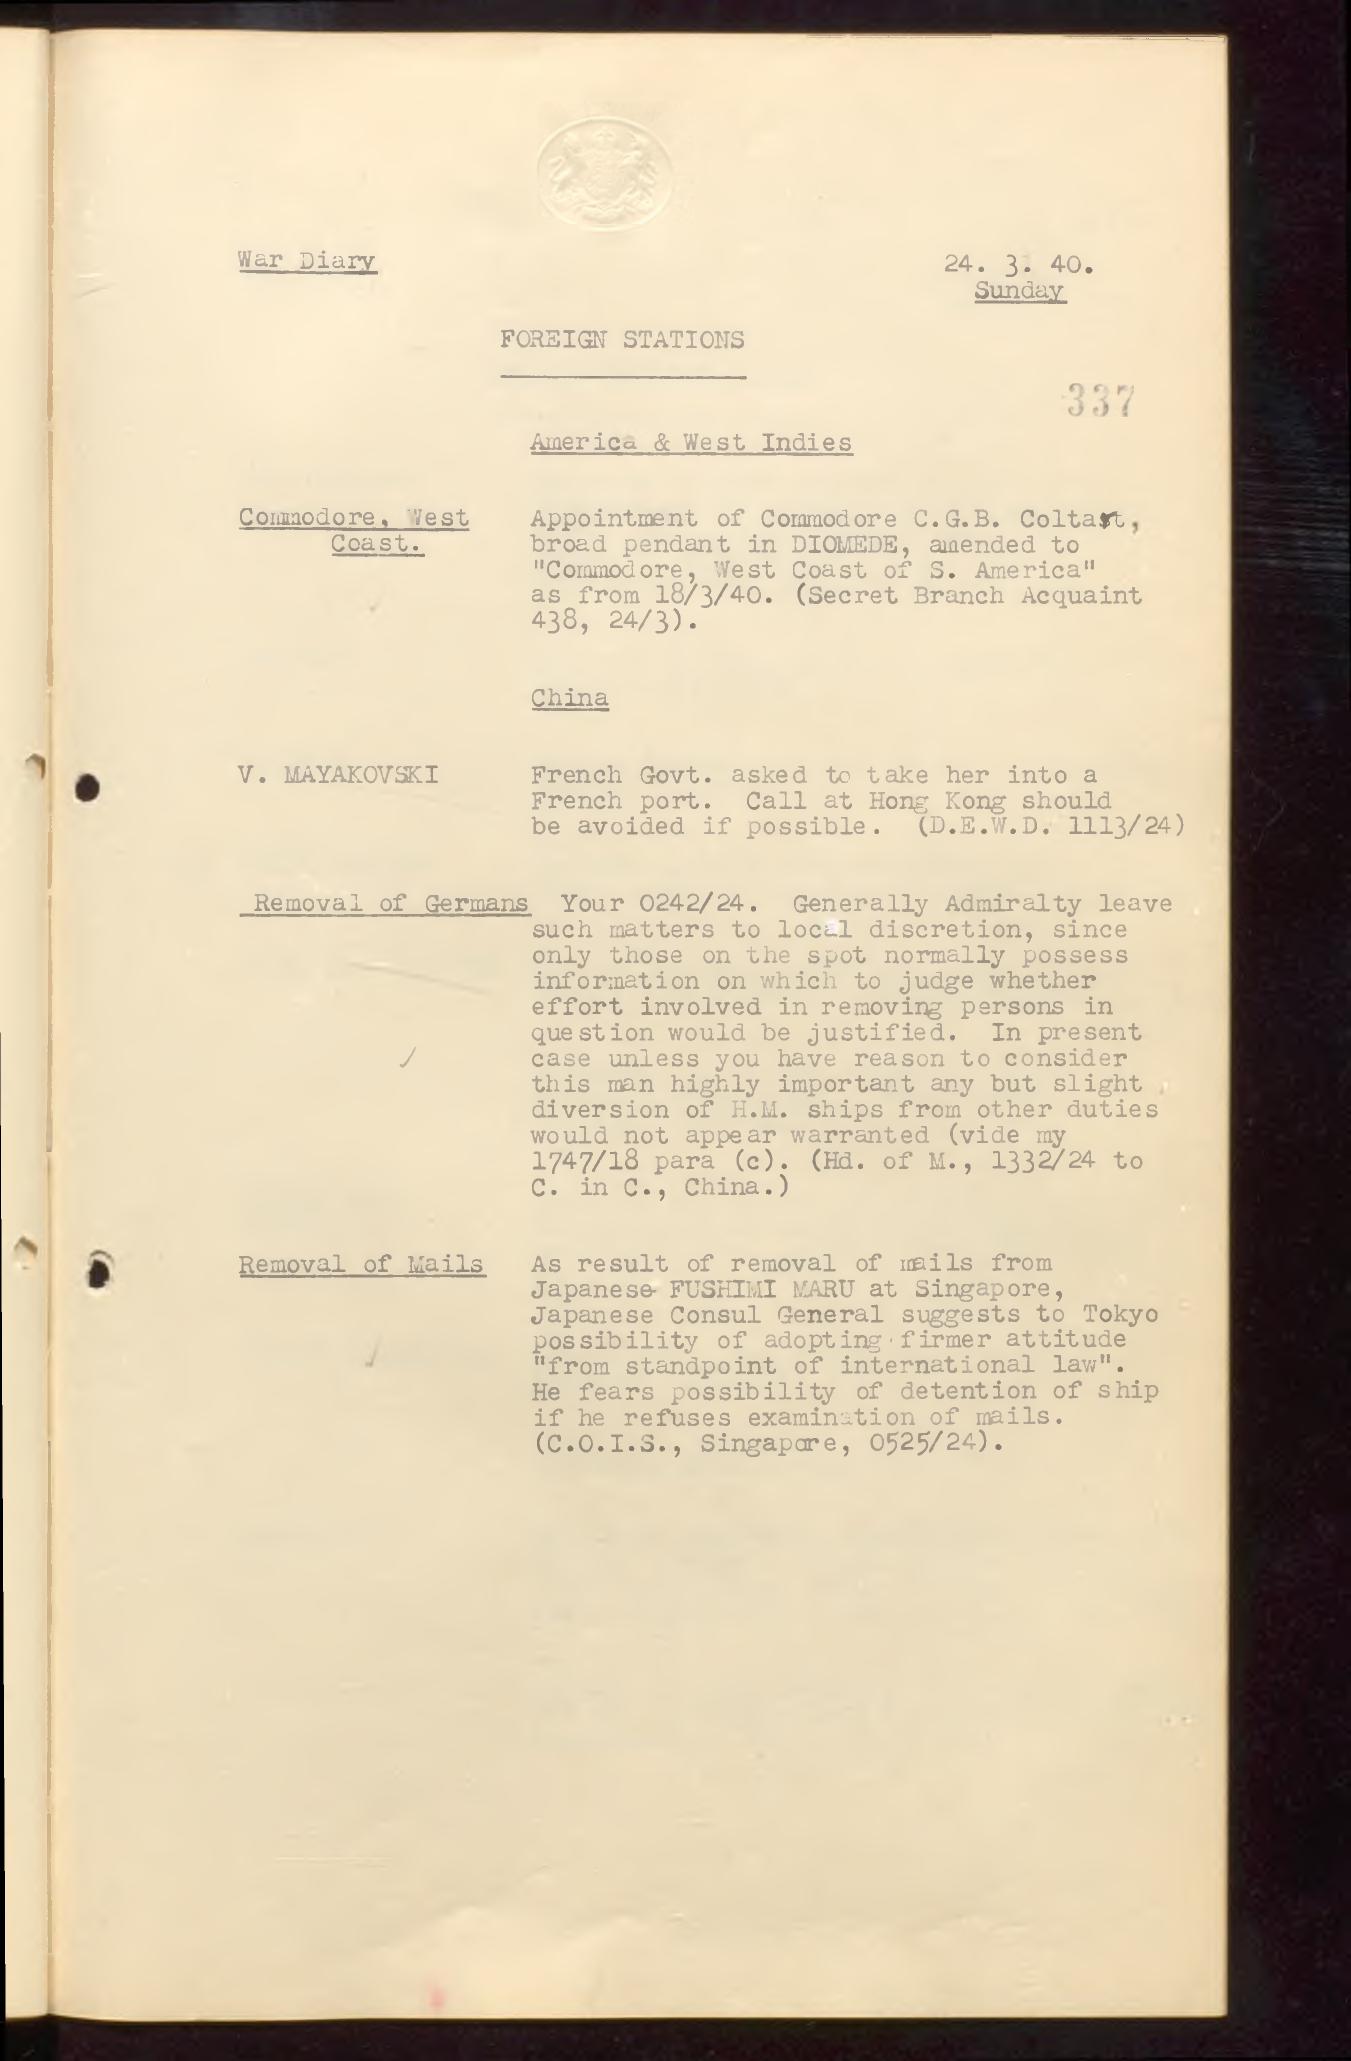 War Diary
24. 3. 40.
Sunday
FOREIGN STATIONS
337
America & West Indies
Commodore, West Coast.
Appointment of Commodore C.G.B. Coltart,
broad pendant in DIOMEDE, amended to
"Commodore, West Coast of S. America"
as from 18/3/40. (Secret Branch Acquaint
438, 24/3).
China
V. MAYAKOVSKI
French Govt. asked to take her into a
French port. Call at Hong Kong should
be avoided if possible. (D.E.W.D. 1113/24)
Removal of Germans
Your 0242/24. Generally Admiralty leave
such matters to local discretion, since
only those on the spot normally possess
information on which to judge whether
effort involved in removing persons in
question would be justified. In present
case unless you have reason to consider
this man highly important any but slight
diversion of H.M. ships from other duties
would not appear warranted (vide my
1747/18 para (c). (Hd. of M., 1332/24 to
C. in C., China.)
Removal of Mails
As result of removal of mails from
Japanese FUSHIMI MARU at Singapore,
Japanese Consul General suggests to Tokyo
possibility of adopting firmer attitude
"from standpoint of international law".
He fears possibility of detention of ship
if he refuses examination of mails.
(C.O.I.S., Singapore, 0525/24).